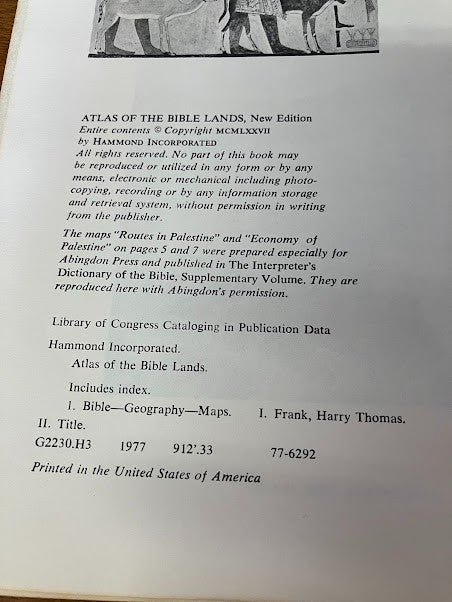 ATLAS OF THE BIBLE LANDS, New Edition
Entire contents © Copyright MCMLXXVII
by HAMMOND INCORPORATED
All rights reserved. No part of this book may
be reproduced or utilized in any form or by any
means, electronic or mechanical including photo-
copying, recording or by any information storage
and retrieval system, without permission in writing
from the publisher.
The maps "Routes in Palestine" and "Economy of
Palestine" on pages 5 and 7 were prepared especially for
Abingdon Press and published in The Interpreter's
Dictionary of the Bible, Supplementary Volume. They are
reproduced here with Abingdon's permission.
Library of Congress Cataloging in Publication Data
Hammond Incorporated.
Atlas of the Bible Lands.
Includes index.
1. Bible—Geography—Maps. I. Frank, Harry Thomas.
II. Title.
G2230.H3 1977 912'.33 77-6292
Printed in the United States of America